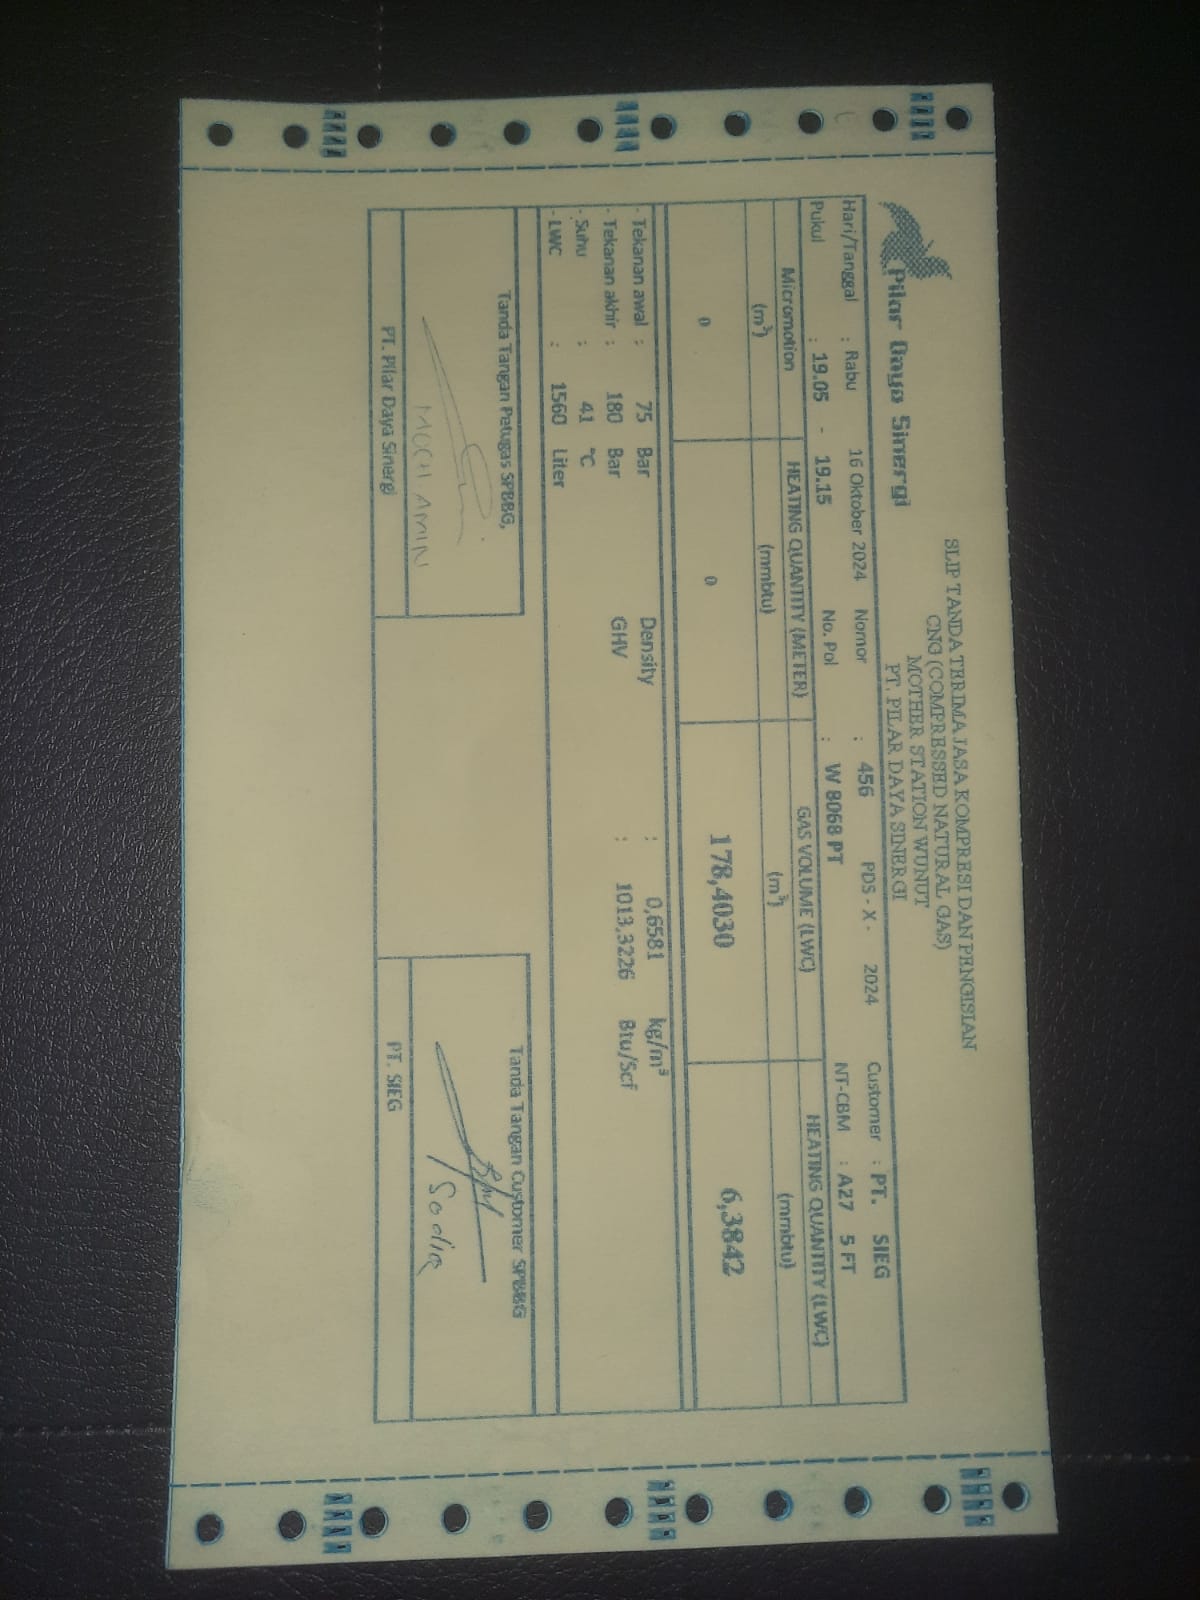 SLIP TANDA TERIMA JASA KOMPRESI DAN PENGISIAN
CNG (COMPRESSED NATURAL GAS)
MOTHER STATION WUNUT
PT. PILAR DAYA SINERGI
Pilar Daya Sinergi
Hari/Tanggal : Rabu 16 Oktober 2024 Nomor : 456 PDS - X - 2024 Customer : PT. SIEG
Pukul : 19.05 - 19.15 No. Pol : W 8068 PT NT-CBM : A27 5 FT
Micromotion HEATING QUANTITY (METER) GAS VOLUME (LWC) HEATING QUANTITY (LWC)
(m³) (mmbtu) (m³) (mmbtu)
0 0 178,4030 6,3842
- Tekanan awal : 75 Bar Density : 0,6581 kg/m³
- Tekanan akhir : 180 Bar GHV : 1013,3226 Btu/Scf
- Suhu : 41 °C
- LWC : 1560 Liter
Tanda Tangan Petugas SPBBG, Tanda Tangan Customer SPBBG
MOCH AMIN Sodiq
PT. Pilar Daya Sinergi PT. SIEG